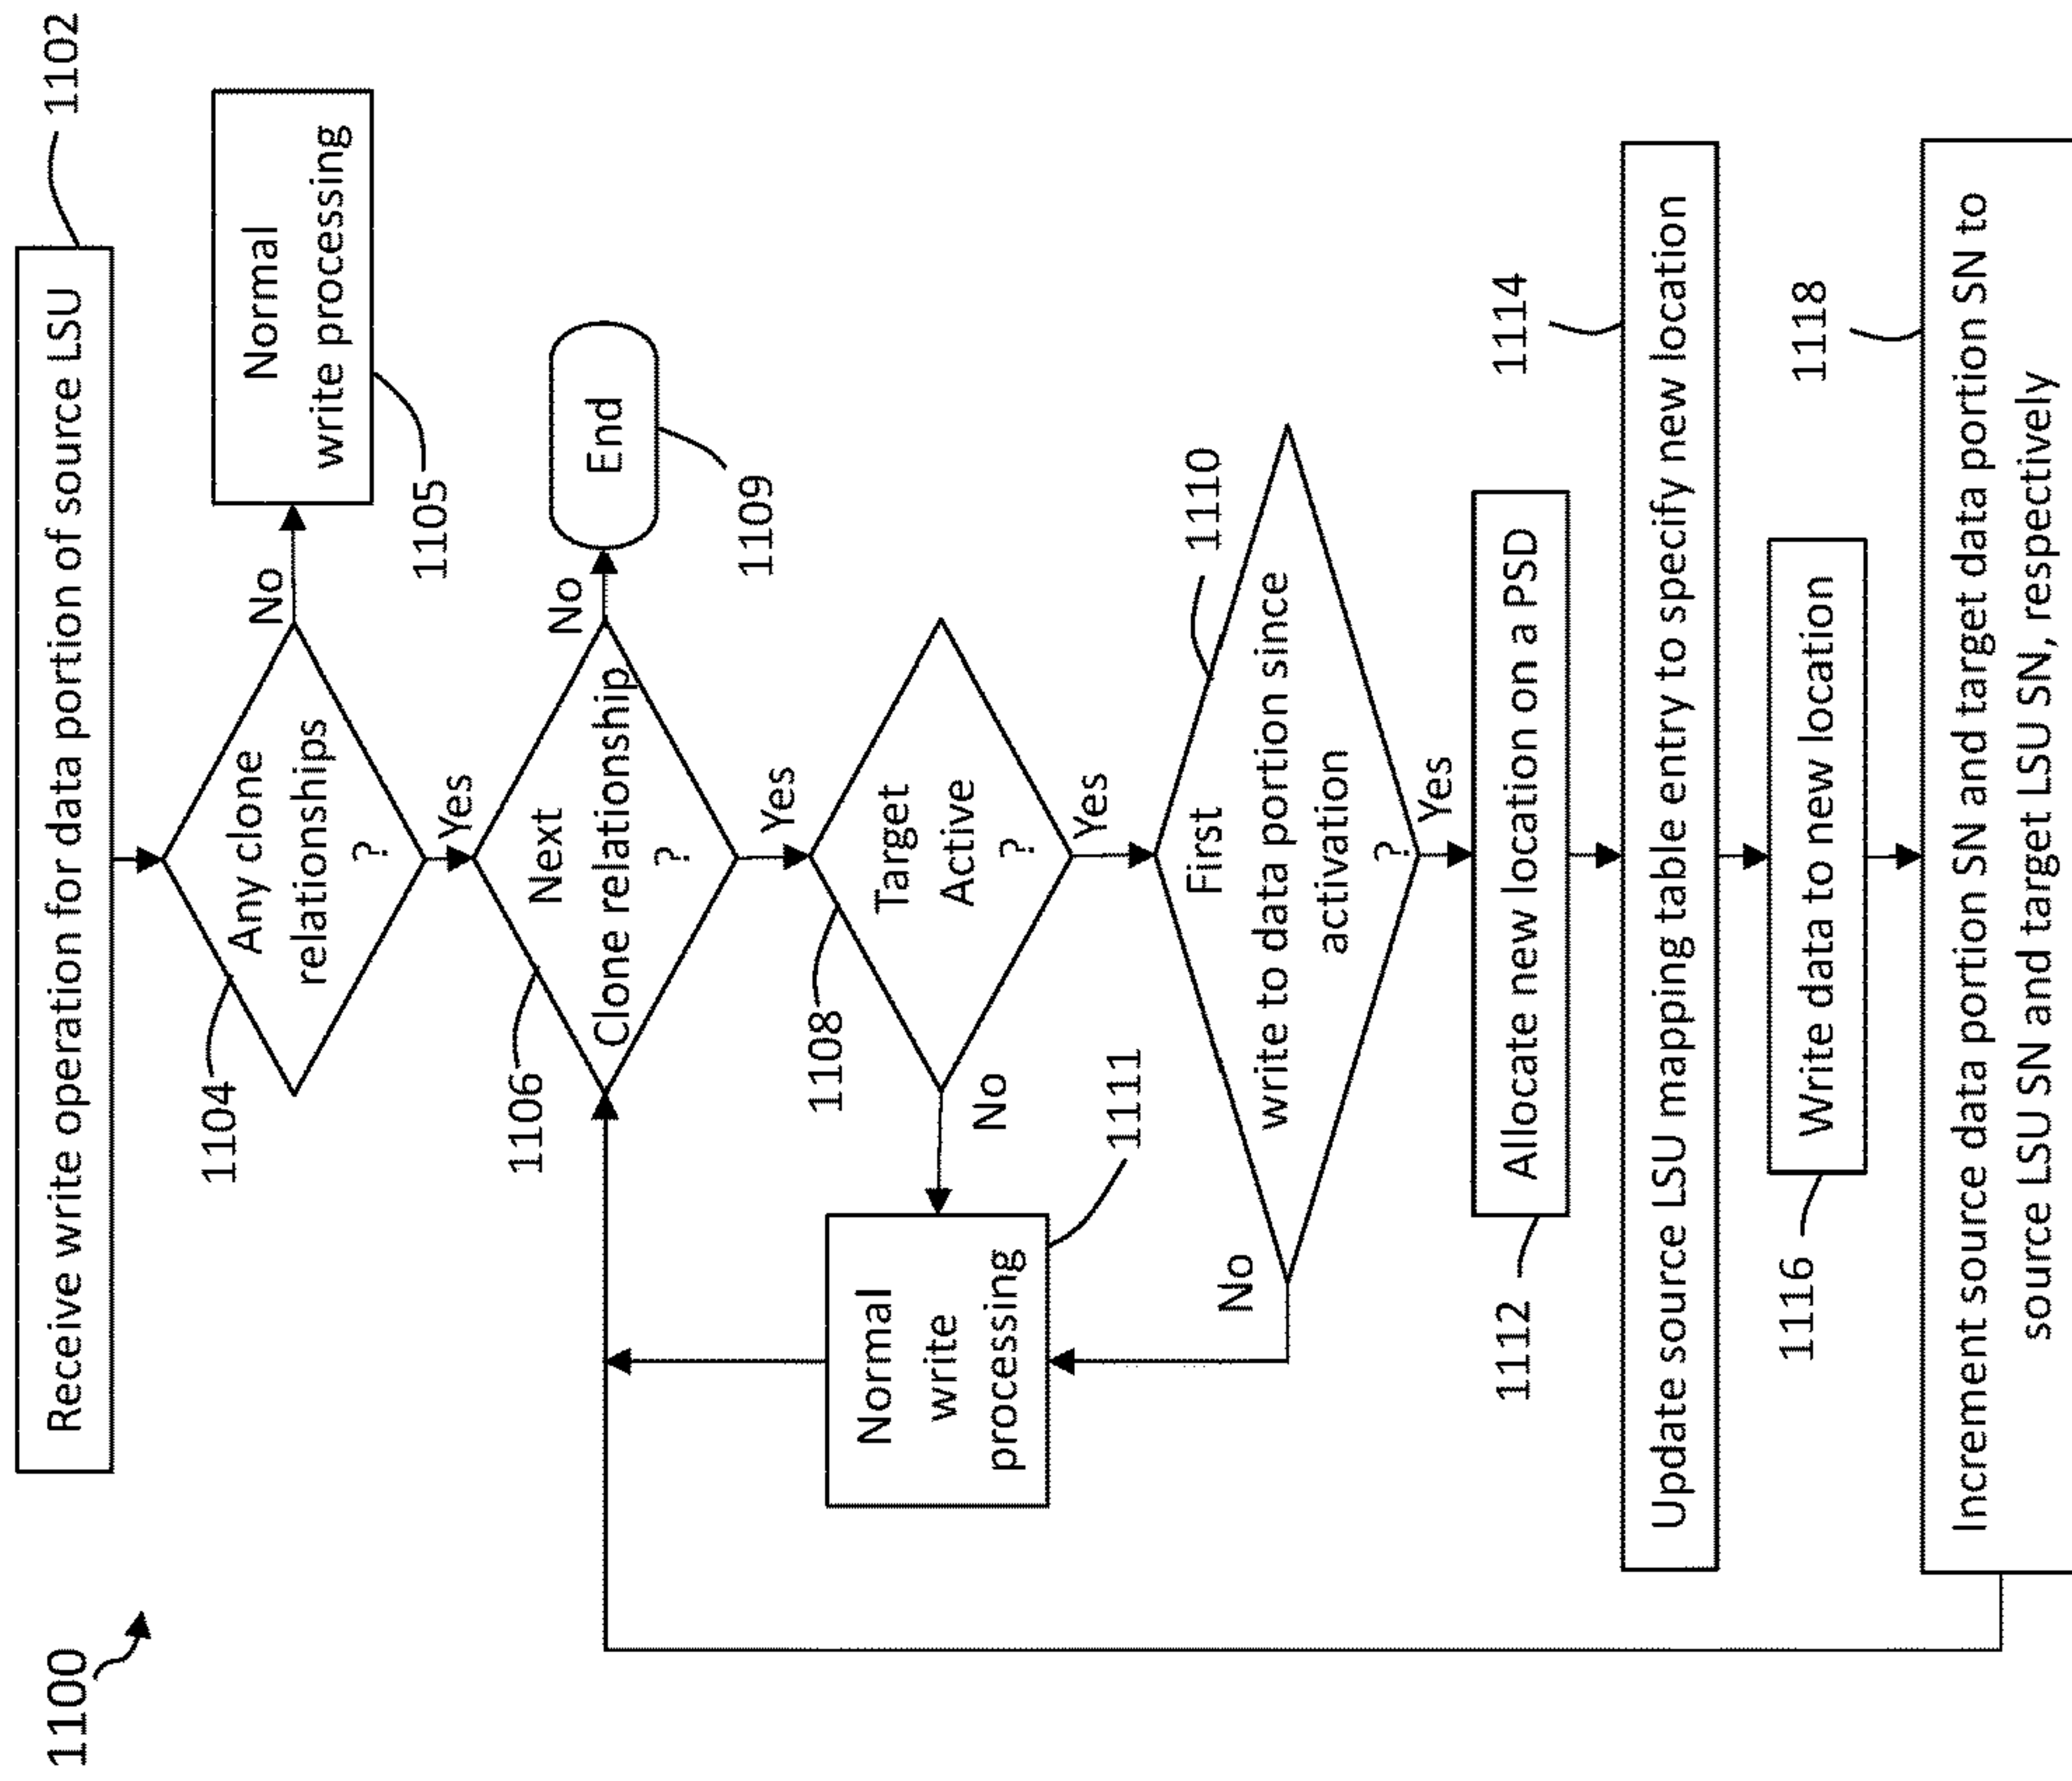 1100
Receive write operation for data portion of source LSU
1102
1104
Any clone
relationships
?
No
Normal
write processing
1105
Yes
1106
Next
Clone relationship
?
No
End
1109
Yes
1108
Target
Active
?
No
Normal
write
processing
1111
Yes
1110
First
write to data portion since
activation
?
No
Yes
Allocate new location on a PSD
1112
1114
Update source LSU mapping table entry to specify new location
Write data to new location
1116
1118
Increment source data portion SN and target data portion SN to
source LSU SN and target LSU SN, respectively